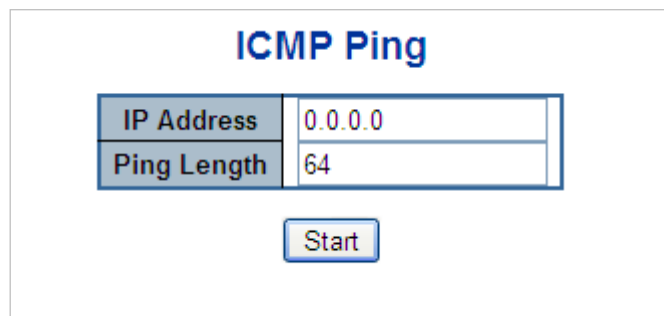 ICMP Ping
IP Address 0.0.0.0
Ping Length 64
Start